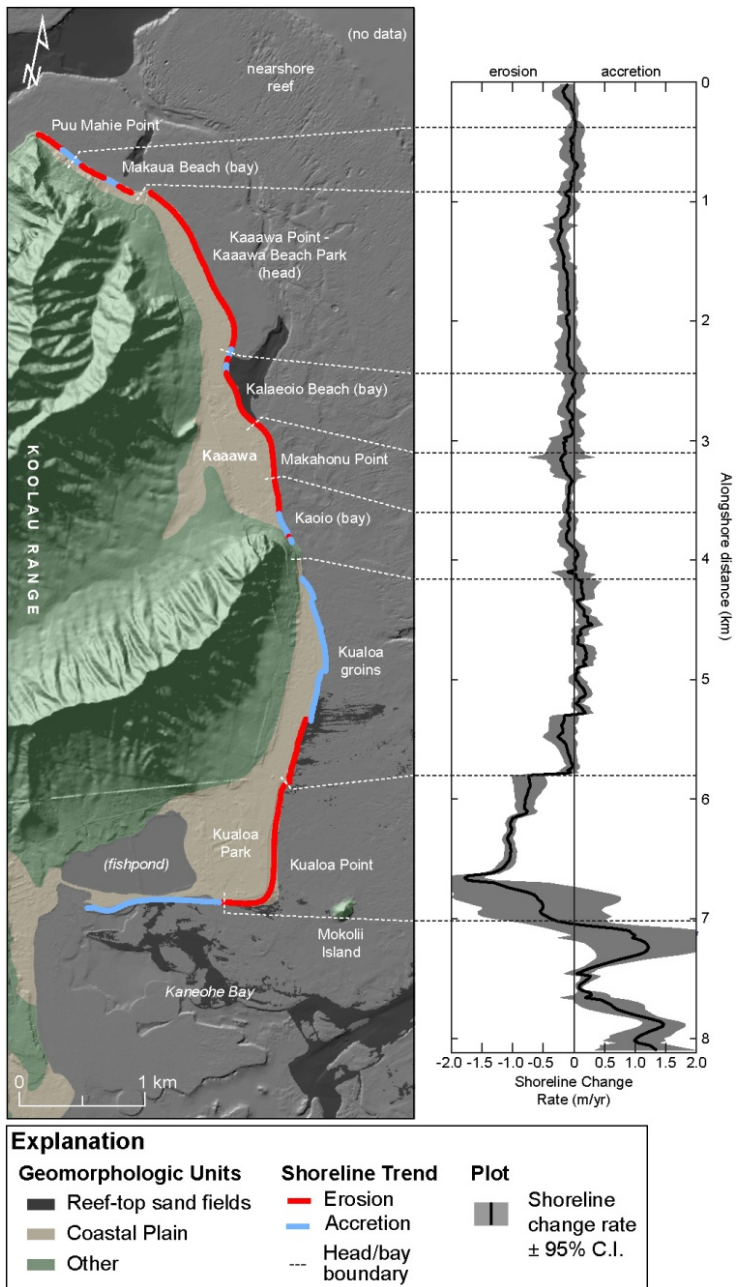 N
(no data)
nearshore
reef
Puu Mahie Point
Makaua Beach (bay)
Kaaawa Point -
Kaaawa Beach Park
(head)
Kalaeoio Beach (bay)
Kaaawa
Makahonu Point
KOOLAU RANGE
Kaoio (bay)
Kualoa
groins
Kualoa
Park
Kualoa Point
(fishpond)
Mokolii
Island
Kaneohe Bay
0 1 km
erosion accretion
0
1
2
3
4
5
6
7
8
Alongshore distance (km)
-2.0 -1.5 -1.0 -0.5 0 0.5 1.0 1.5 2.0
Shoreline Change
Rate (m/yr)
Explanation
Geomorphologic Units
Reef-top sand fields
Coastal Plain
Other
Shoreline Trend
Erosion
Accretion
Head/bay
boundary
Plot
Shoreline
change rate
± 95% C.I.